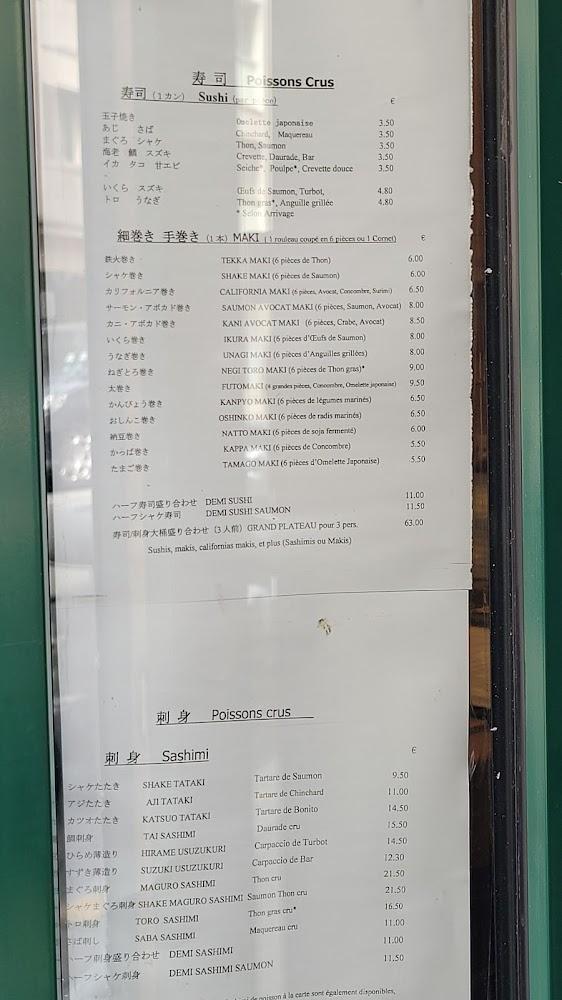 寿 司 Poissons Crus
寿司 (1カン) Sushi (par pièce) €
玉子焼き Omelette japonaise 3.50
あじ さば Chinchard, Maquereau 3.50
まぐろ シャケ Thon, Saumon 3.50
海老 鯛 スズキ Crevette, Daurade, Bar 3.50
イカ タコ 甘エビ Seiche*, Poulpe*, Crevette douce 3.50
いくら スズキ Œufs de Saumon, Turbot, 4.80
トロ うなぎ Thon gras*, Anguille grillée 4.80
* Selon Arrivage
細巻き 手巻き (1本) MAKI ( 1 rouleau coupé en 6 pièces ou 1 Cornet) €
鉄火巻き TEKKA MAKI (6 pièces de Thon) 6.00
シャケ巻き SHAKE MAKI (6 pièces de Saumon) 6.00
カリフォルニア巻き CALIFORNIA MAKI (6 pièces, Avocat, Concombre, Surimi) 6.50
サーモン・アボカド巻き SAUMON AVOCAT MAKI (6 pièces, Saumon, Avocat) 8.00
カニ・アボカド巻き KANI AVOCAT MAKI (6 pièces, Crabe, Avocat) 8.50
いくら巻き IKURA MAKI (6 pièces d'Œufs de Saumon) 8.00
うなぎ巻き UNAGI MAKI (6 pièces d'Anguilles grillées) 8.00
ねぎとろ巻き NEGI TORO MAKI (6 pièces de Thon gras)* 9.00
太巻き FUTOMAKI (4 grandes pièces, Concombre, Omelette japonaise) 9.50
かんぴょう巻き KANPYO MAKI (6 pièces de légumes marinés) 6.50
おしんこ巻き OSHINKO MAKI (6 pièces de radis marinés) 6.50
納豆巻き NATTO MAKI (6 pièces de soja fermenté) 6.00
かっぱ巻き KAPPA MAKI (6 pièces de Concombre) 5.50
たまご巻き TAMAGO MAKI (6 pièces d'Omelette Japonaise) 5.50
ハーフ寿司盛り合わせ DEMI SUSHI 11.00
ハーフシャケ寿司 DEMI SUSHI SAUMON 11.50
寿司/刺身大桶盛り合わせ (3人前) GRAND PLATEAU pour 3 pers. 63.00
Sushis, makis, californias makis, et plus (Sashimis ou Makis)
刺 身 Poissons crus
刺 身 Sashimi €
シャケたたき SHAKE TATAKI Tartare de Saumon 9.50
アジたたき AJI TATAKI Tartare de Chinchard 11.00
カツオたたき KATSUO TATAKI Tartare de Bonito 14.50
鯛刺身 TAI SASHIMI Daurade cru 15.50
ひらめ薄造り HIRAME USUZUKURI Carpaccio de Turbot 14.50
すずき薄造り SUZUKI USUZUKURI Carpaccio de Bar 12.30
まぐろ刺身 MAGURO SASHIMI Thon cru 21.50
シャケまぐろ刺身 SHAKE MAGURO SASHIMI Saumon Thon cru 21.50
トロ刺身 TORO SASHIMI Thon gras cru* 16.50
さば刺し SABA SASHIMI Maquereau cru 11.00
ハーフ刺身盛り合わせ DEMI SASHIMI 11.00
ハーフシャケ刺身 DEMI SASHIMI SAUMON 11.50
de poisson à la carte sont également disponibles,